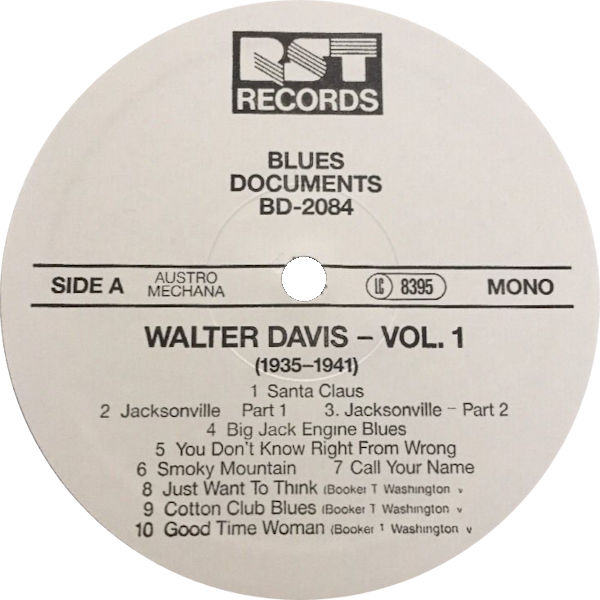 RST
RECORDS
BLUES
DOCUMENTS
BD-2084
SIDE A AUSTRO MECHANA LC 8395 MONO
WALTER DAVIS – VOL. 1
(1935–1941)
1 Santa Claus
2 Jacksonville Part 1 3. Jacksonville – Part 2
4 Big Jack Engine Blues
5 You Don't Know Right From Wrong
6 Smoky Mountain 7 Call Your Name
8 Just Want To Think (Booker T Washington v
9 Cotton Club Blues (Booker T Washington v
10 Good Time Woman (Booker T Washington v